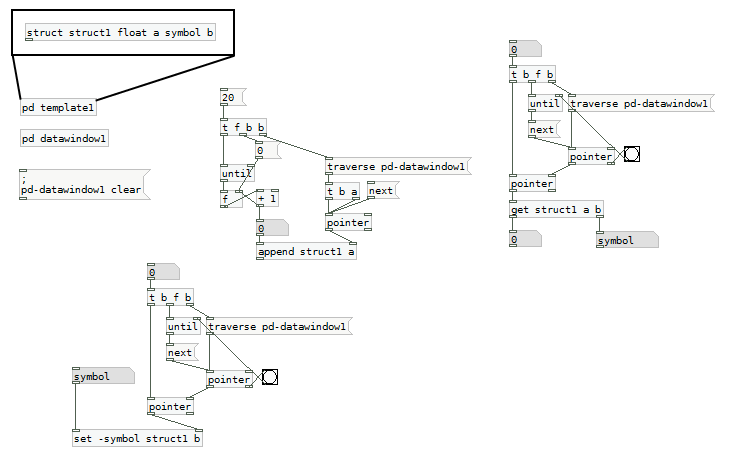 struct struct1 float a symbol b
pd template1
pd datawindow1
;
pd-datawindow1 clear
20
t f b b
0
until
f
+ 1
0
append struct1 a
traverse pd-datawindow1
t b a
next
pointer
0
t b f b
until
traverse pd-datawindow1
next
pointer
pointer
get struct1 a b
0
symbol
0
t b f b
until
traverse pd-datawindow1
next
pointer
symbol
pointer
set -symbol struct1 b